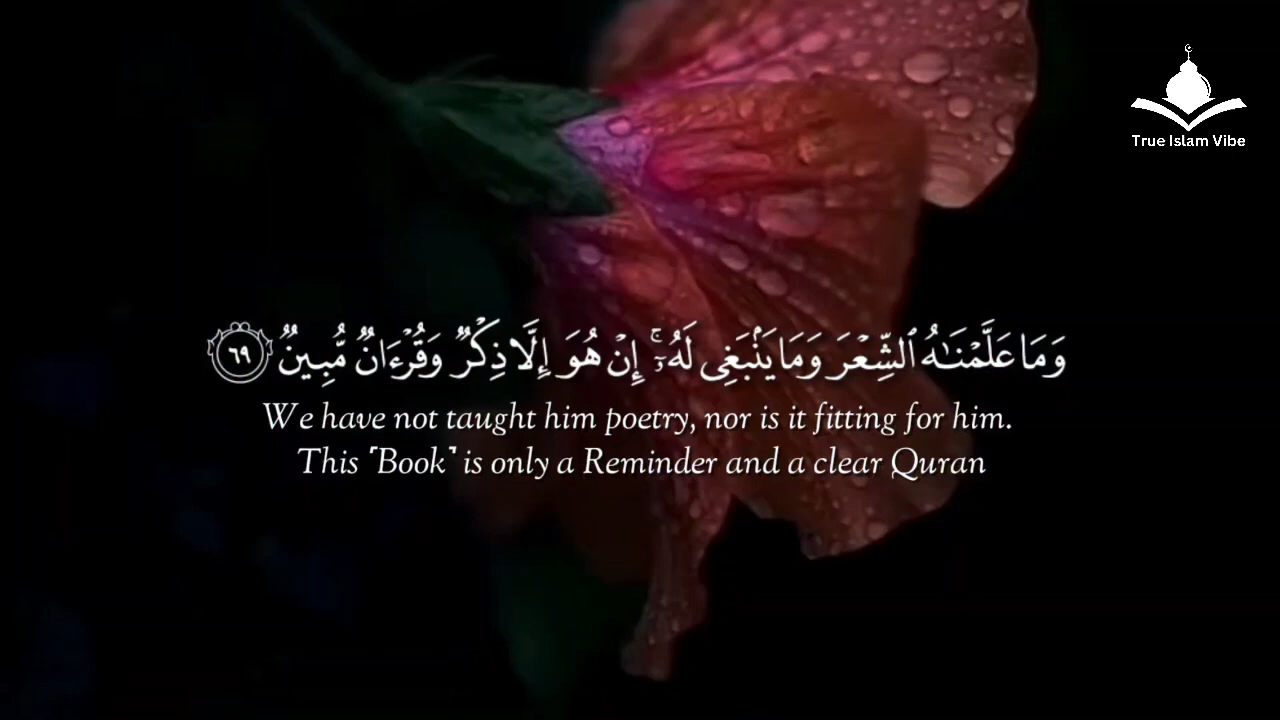 True Islam Vibe
وَمَا عَلَّمْنَـٰهُ ٱلشِّعْرَ وَمَا يَنۢبَغِى لَهُۥٓ ۚ إِنْ هُوَ إِلَّا ذِكْرٌ وَقُرْءَانٌ مُّبِينٌ ٦٩
We have not taught him poetry, nor is it fitting for him.
This ˹Book˺ is only a Reminder and a clear Quran